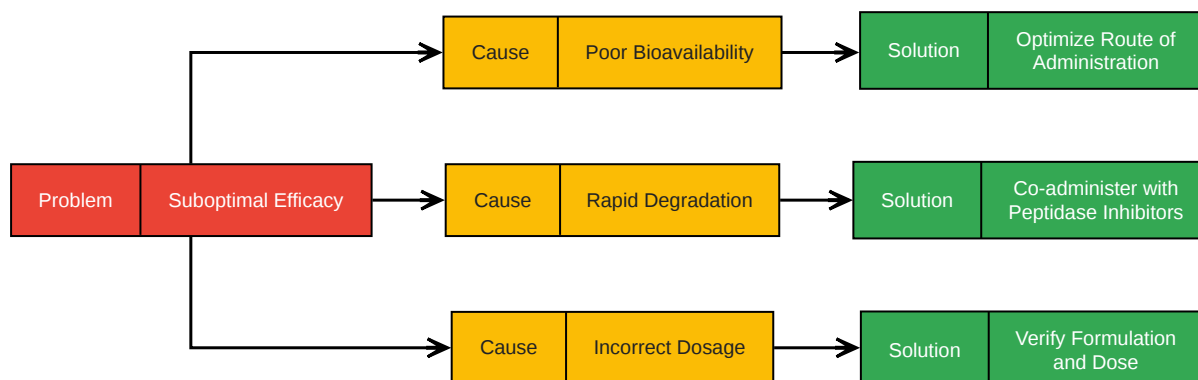 Cause Poor Bioavailability
Solution Optimize Route of
Administration
Problem Suboptimal Efficacy
Cause Rapid Degradation
Solution Co-administer with
Peptidase Inhibitors
Cause Incorrect Dosage
Solution Verify Formulation
and Dose